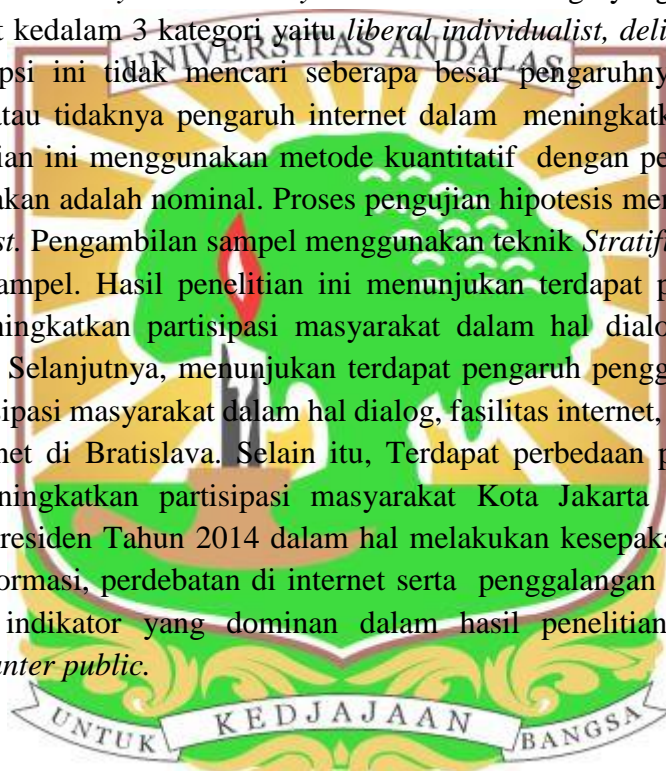 t kedalam 3 kategori yaitu liberal individualist, deli
UNIVERSITAS ANDALAS
psi ini tidak mencari seberapa besar pengaruhny
atau tidaknya pengaruh internet dalam meningkatk
ian ini menggunakan metode kuantitatif dengan pe
akan adalah nominal. Proses pengujian hipotesis men
st. Pengambilan sampel menggunakan teknik Stratif
ampel. Hasil penelitian ini menunjukan terdapat p
ningkatkan partisipasi masyarakat dalam hal dialo
Selanjutnya, menunjukan terdapat pengaruh pengg
sipasi masyarakat dalam hal dialog, fasilitas internet,
net di Bratislava. Selain itu, Terdapat perbedaan p
ningkatkan partisipasi masyarakat Kota Jakarta
residen Tahun 2014 dalam hal melakukan kesepaka
ormasi, perdebatan di internet serta penggalangan
indikator yang dominan dalam hasil penelitian
unter public.
UNTUK KEDJAJAAN BANGSA